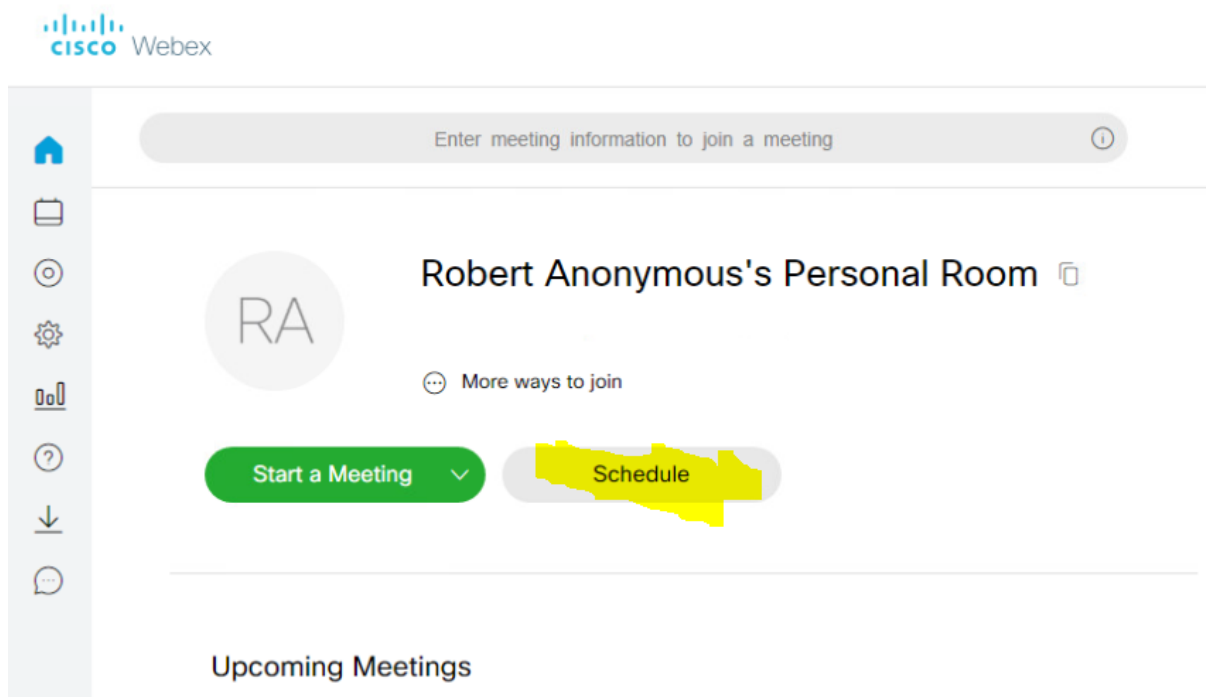 CISCO Webex
Enter meeting information to join a meeting
Robert Anonymous's Personal Room
RA
More ways to join
Start a Meeting
Schedule
Upcoming Meetings